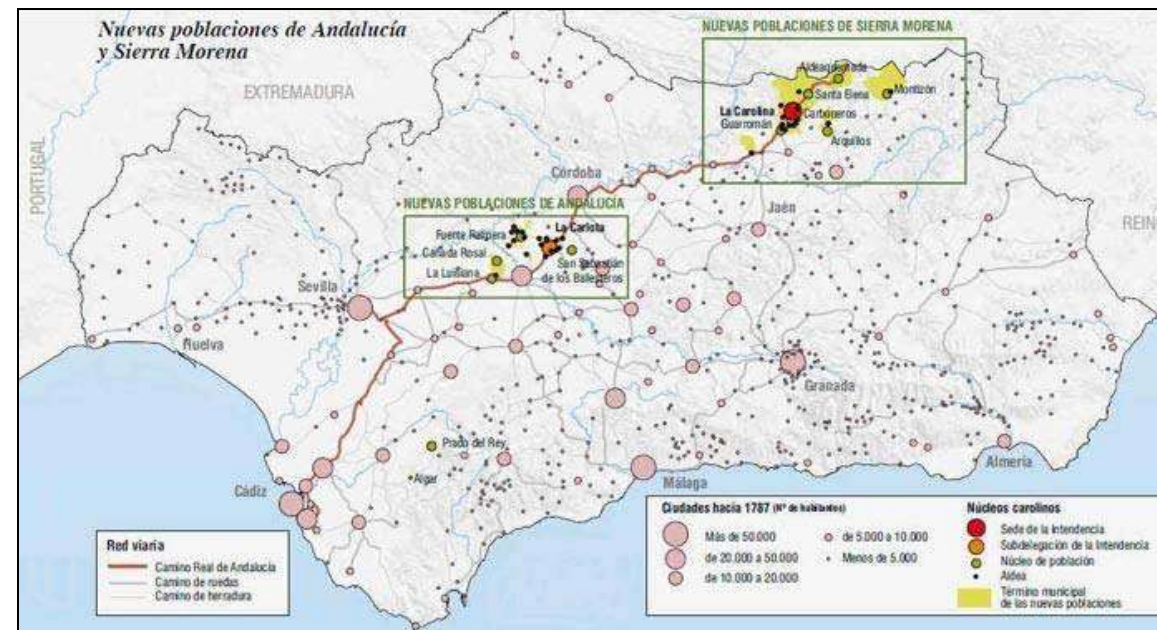 Nuevas poblaciones de Andalucía
y Sierra Morena
NUEVAS POBLACIONES DE SIERRA MORENA
EXTREMADURA
PORTUGAL
Aldeaquemada
Santa Elena
Montizón
La Carolina
Carboneros
Guarromán
Arquillos
Córdoba
Jaén
REIN
NUEVAS POBLACIONES DE ANDALUCÍA
Fuente Palmera
La Carlota
Cañada Rosal
San Sebastián
de los Ballesteros
La Luisiana
Sevilla
Huelva
Granada
Prado del Rey
Algar
Cádiz
Málaga
Almería
Red viaria
Camino Real de Andalucía
Camino de ruedas
Camino de herradura
Ciudades hacia 1787 (Nº de habitantes)
Más de 50.000
de 20.000 a 50.000
de 10.000 a 20.000
de 5.000 a 10.000
Menos de 5.000
Núcleos carolinos
Sede de la Intendencia
Subdelegación de la Intendencia
Núcleo de población
Aldea
Término municipal
de las nuevas poblaciones